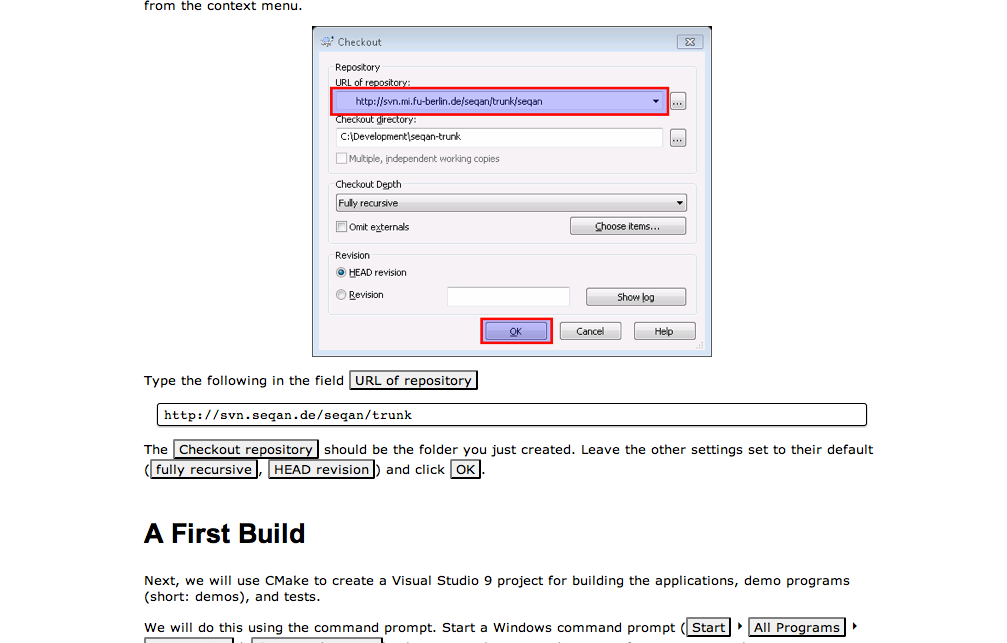 from the context menu.
Checkout
Repository
URL of repository:
http://svn.mi.fu-berlin.de/seqan/trunk/seqan
...
Checkout directory:
C:\Development\seqan-trunk
...
Multiple, independent working copies
Checkout Depth
Fully recursive
Omit externals
Choose items...
Revision
HEAD revision
Revision
Show log
OK Cancel Help
Type the following in the field URL of repository
http://svn.seqan.de/seqan/trunk
The Checkout repository should be the folder you just created. Leave the other settings set to their default
(fully recursive, HEAD revision) and click OK.
A First Build
Next, we will use CMake to create a Visual Studio 9 project for building the applications, demo programs
(short: demos), and tests.
We will do this using the command prompt. Start a Windows command prompt (Start ‣ All Programs ‣